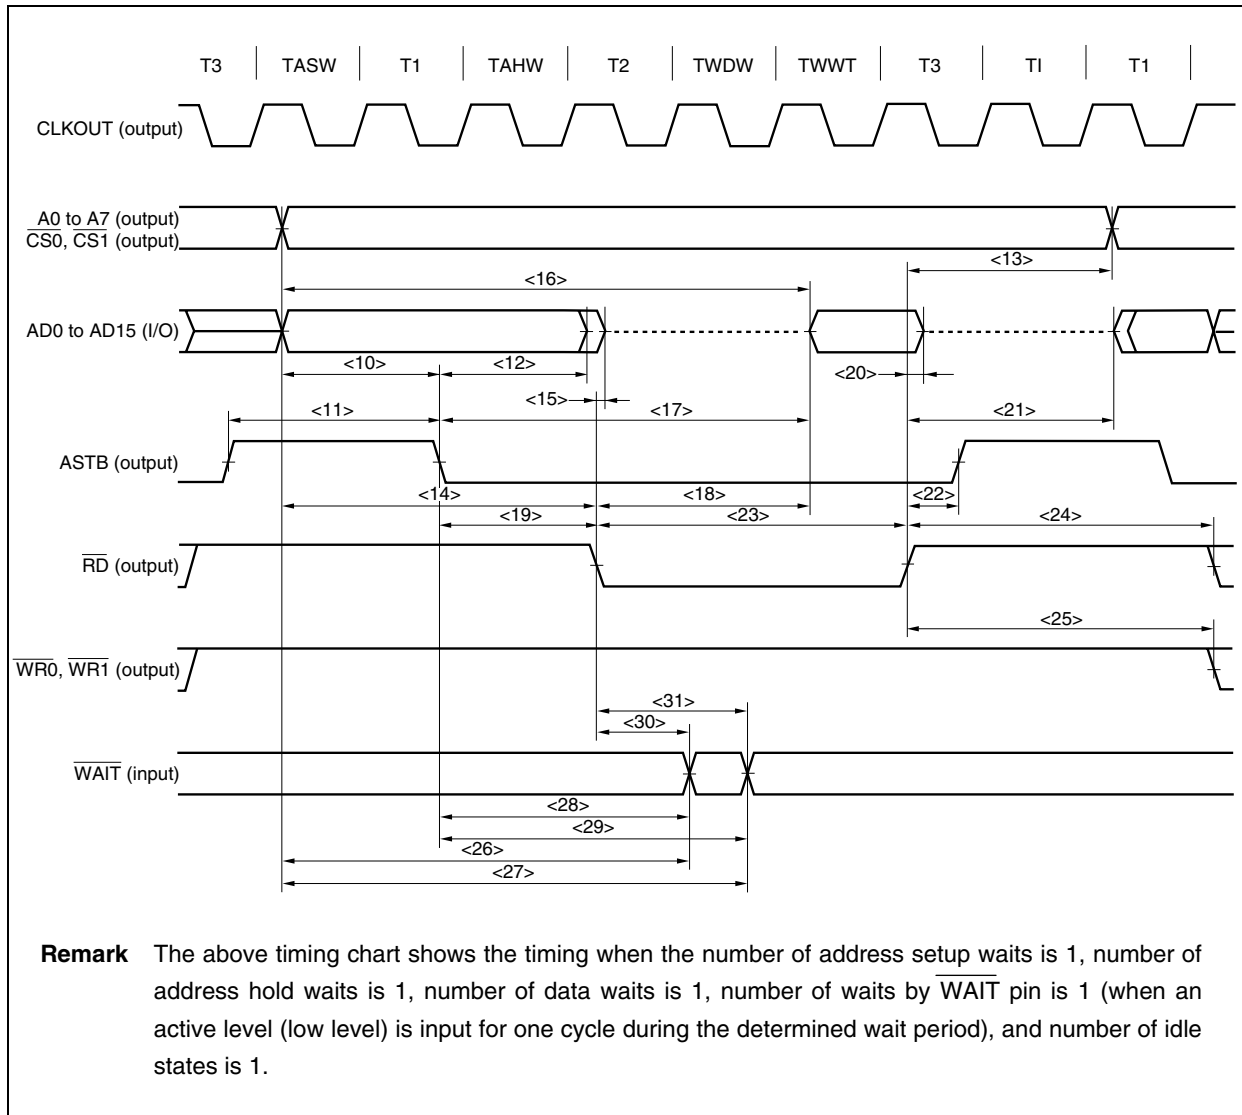 T3 TASW T1 TAHW T2 TWDW TWWT T3 TI T1
CLKOUT (output)
A0 to A7 (output)
CS0, CS1 (output)
<13>
<16>
AD0 to AD15 (I/O)
<10> <12> <20>
<15> <17> <21>
<11>
ASTB (output)
<14> <18> <22>
<19> <23> <24>
RD (output)
<25>
WR0, WR1 (output)
<31>
<30>
WAIT (input)
<28>
<29>
<26>
<27>
Remark The above timing chart shows the timing when the number of address setup waits is 1, number of
address hold waits is 1, number of data waits is 1, number of waits by WAIT pin is 1 (when an
active level (low level) is input for one cycle during the determined wait period), and number of idle
states is 1.